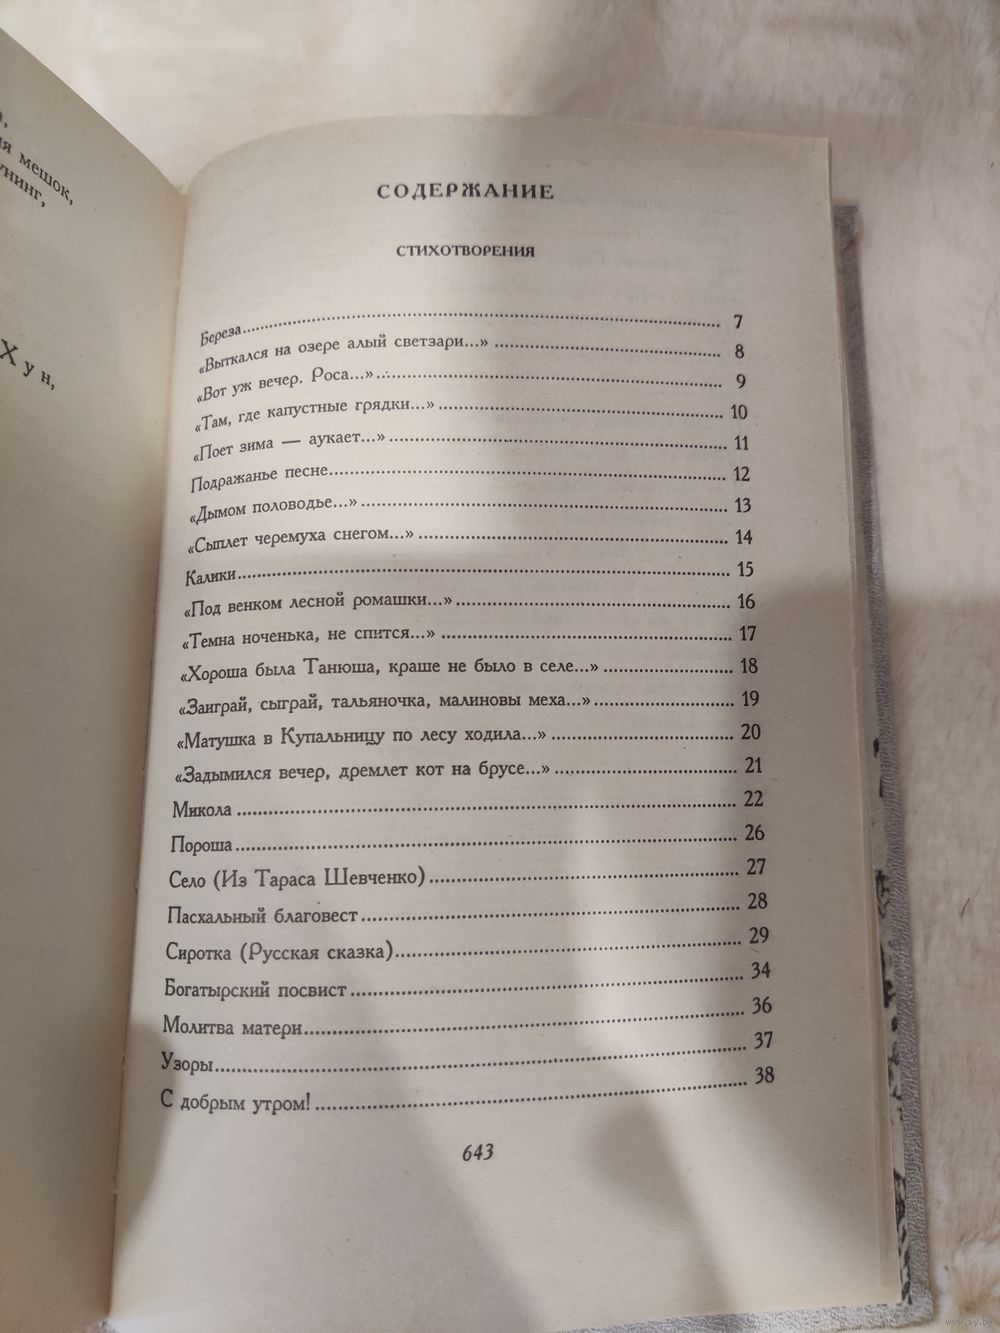 я мешок,
унинг,
Х у н,
СОДЕРЖАНИЕ
СТИХОТВОРЕНИЯ
Береза 7
«Выткался на озере алый светзари...» 8
«Вот уж вечер. Роса...» 9
«Там, где капустные грядки...» 10
«Поет зима — аукает...» 11
Подражанье песне 12
«Дымом половодье...» 13
«Сыплет черемуха снегом...» 14
Калики 15
«Под венком лесной ромашки...» 16
«Темна ноченька, не спится...» 17
«Хороша была Танюша, краше не было в селе...» 18
«Заиграй, сыграй, тальяночка, малиновы меха...» 19
«Матушка в Купальницу по лесу ходила...» 20
«Задымился вечер, дремлет кот на брусе...» 21
Микола 22
Пороша 26
Село (Из Тараса Шевченко) 27
Пасхальный благовест 28
Сиротка (Русская сказка) 29
Богатырский посвист 34
Молитва матери 36
Узоры 37
С добрым утром! 38
643
www.ay.by